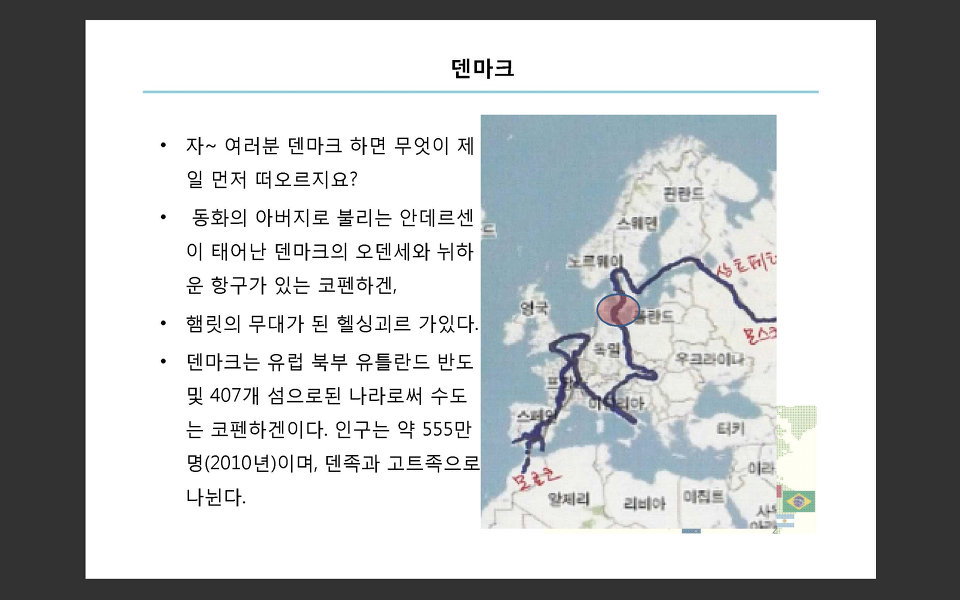 덴마크
• 자~ 여러분 덴마크 하면 무엇이 제
일 먼저 떠오르지요?
• 동화의 아버지로 불리는 안데르센
이 태어난 덴마크의 오덴세와 뉘하
운 항구가 있는 코펜하겐,
• 햄릿의 무대가 된 헬싱괴르 가있다.
• 덴마크는 유럽 북부 유틀란드 반도
및 407개 섬으로된 나라로써 수도
는 코펜하겐이다. 인구는 약 555만
명(2010년)이며, 덴족과 고트족으로
나뉜다.
핀란드
스웨덴
드
노르웨이
상트페테
영국
폴란드
모스크
독일
우크라이나
프랑스
이탈리아
스페인
터키
이라
모로코
알제리
리비아
이집트
사우
아라